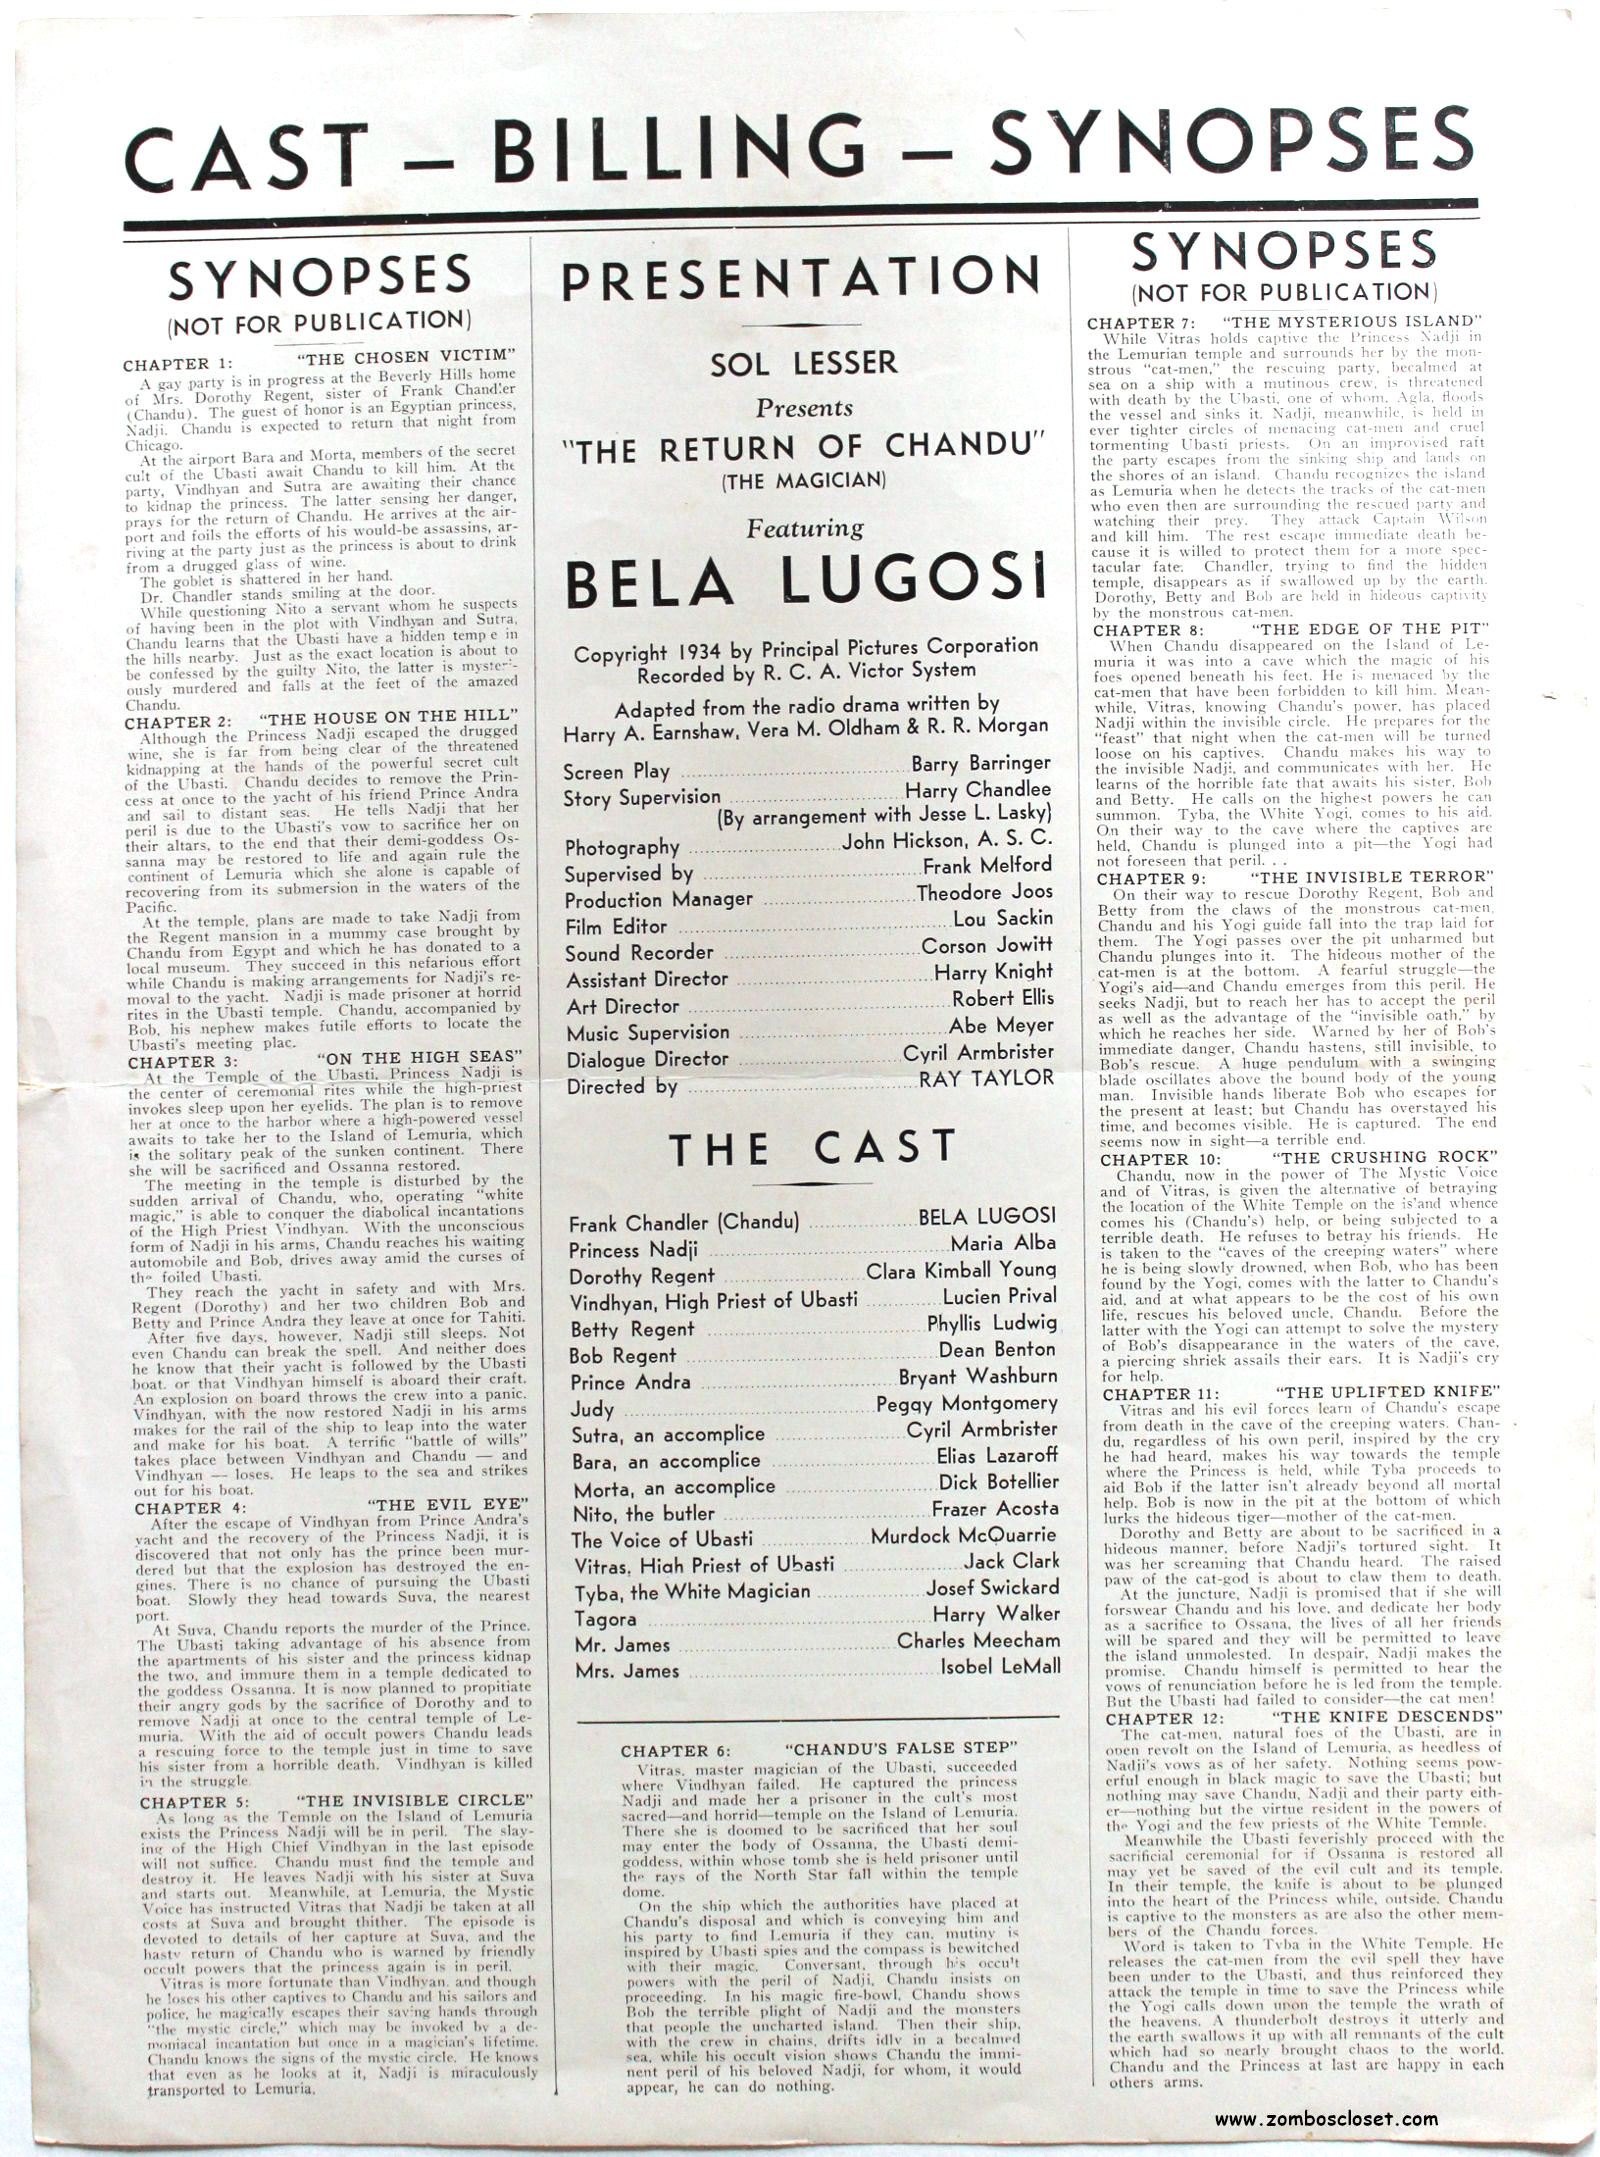 CAST — BILLING — SYNOPSES
SYNOPSES
(NOT FOR PUBLICATION)
CHAPTER 1: "THE CHOSEN VICTIM"
A gay party is in progress at the Beverly Hills home
of Mrs. Dorothy Regent, sister of Frank Chandler
(Chandu). The guest of honor is an Egyptian princess,
Nadji. Chandu is expected to return that night from
Chicago.
At the airport Bara and Morta, members of the secret
cult of the Ubasti await Chandu to kill him. At the
party, Vindhyan and Sutra are awaiting their chance
to kidnap the princess. The latter sensing her danger,
prays for the return of Chandu. He arrives at the air-
port and foils the efforts of his would-be assassins, ar-
riving at the party just as the princess is about to drink
from a drugged glass of wine.
The goblet is shattered in her hand.
Dr. Chandler stands smiling at the door.
While questioning Nito a servant whom he suspects
of having been in the plot with Vindhyan and Sutra,
Chandu learns that the Ubasti have a hidden temp e in
the hills nearby. Just as the exact location is about to
be confessed by the guilty Nito, the latter is myster-
ously murdered and falls at the feet of the amazed
Chandu.
CHAPTER 2: "THE HOUSE ON THE HILL"
Although the Princess Nadji escaped the drugged
wine, she is far from being clear of the threatened
kidnapping at the hands of the powerful secret cult
of the Ubasti. Chandu decides to remove the Prin-
cess at once to the yacht of his friend Prince Andra
and sail to distant seas. He tells Nadji that her
peril is due to the Ubasti's vow to sacrifice her on
their altars, to the end that their demi-goddess Os-
sanna may be restored to life and again rule the
continent of Lemuria which she alone is capable of
recovering from its submersion in the waters of the
Pacific.
At the temple, plans are made to take Nadji from
the Regent mansion in a mummy case brought by
Chandu from Egypt and which he has donated to a
local museum. They succeed in this nefarious effort
while Chandu is making arrangements for Nadji's re-
moval to the yacht. Nadji is made prisoner at horrid
rites in the Ubasti temple. Chandu, accompanied by
Bob, his nephew makes futile efforts to locate the
Ubasti's meeting plac.
CHAPTER 3: "ON THE HIGH SEAS"
At the Temple of the Ubasti, Princess Nadji is
the center of ceremonial rites while the high-priest
invokes sleep upon her eyelids. The plan is to remove
her at once to the harbor where a high-powered vessel
awaits to take her to the Island of Lemuria, which
is the solitary peak of the sunken continent. There
she will be sacrificed and Ossanna restored.
The meeting in the temple is disturbed by the
sudden arrival of Chandu, who, operating "white
magic," is able to conquer the diabolical incantations
of the High Priest Vindhyan. With the unconscious
form of Nadji in his arms, Chandu reaches his waiting
automobile and Bob, drives away amid the curses of
the foiled Ubasti.
They reach the yacht in safety and with Mrs.
Regent (Dorothy) and her two children Bob and
Betty and Prince Andra they leave at once for Tahiti.
After five days, however, Nadji still sleeps. Not
even Chandu can break the spell. And neither does
he know that their yacht is followed by the Ubasti
boat, or that Vindhyan himself is aboard their craft.
An explosion on board throws the crew into a panic.
Vindhyan, with the now restored Nadji in his arms
makes for the rail of the ship to leap into the water
and make for his boat. A terrific "battle of wills"
takes place between Vindhyan and Chandu — and
Vindhyan — loses. He leaps to the sea and strikes
out for his boat.
CHAPTER 4: "THE EVIL EYE"
After the escape of Vindhyan from Prince Andra's
yacht and the recovery of the Princess Nadji, it is
discovered that not only has the prince been mur-
dered but that the explosion has destroyed the en-
gines. There is no chance of pursuing the Ubasti
boat. Slowly they head towards Suva, the nearest
port.
At Suva, Chandu reports the murder of the Prince.
The Ubasti taking advantage of his absence from
the apartments of his sister and the princess kidnap
the two, and immure them in a temple dedicated to
the goddess Ossanna. It is now planned to propitiate
their angry gods by the sacrifice of Dorothy and to
remove Nadji at once to the central temple of Le-
muria. With the aid of occult powers Chandu leads
a rescuing force to the temple just in time to save
his sister from a horrible death. Vindhyan is killed
in the struggle.
CHAPTER 5: "THE INVISIBLE CIRCLE"
As long as the Temple on the Island of Lemuria
exists the Princess Nadji will be in peril. The slay-
ing of the High Chief Vindhyan in the last episode
will not suffice. Chandu must find the temple and
destroy it. He leaves Nadji with his sister at Suva
and starts out. Meanwhile, at Lemuria, the Mystic
Voice has instructed Vitras that Nadji be taken at all
costs at Suva and brought thither. The episode is
devoted to details of her capture at Suva, and the
hasty return of Chandu who is warned by friendly
occult powers that the princess again is in peril.
Vitras is more fortunate than Vindhyan, and though
he loses his other captives to Chandu and his sailors and
police, he magically escapes their saving hands through
"the mystic circle," which may be invoked by a de-
moniacal incantation but once in a magician's lifetime.
Chandu knows the signs of the mystic circle. He knows
that even as he looks at it, Nadji is miraculously
transported to Lemuria.
PRESENTATION
SOL LESSER
Presents
"THE RETURN OF CHANDU"
(THE MAGICIAN)
Featuring
BELA LUGOSI
Copyright 1934 by Principal Pictures Corporation
Recorded by R. C. A. Victor System
Adapted from the radio drama written by
Harry A. Earnshaw, Vera M. Oldham & R. R. Morgan
Screen Play Barry Barringer
Story Supervision Harry Chandlee
(By arrangement with Jesse L. Lasky)
Photography John Hickson, A. S. C.
Supervised by Frank Melford
Production Manager Theodore Joos
Film Editor Lou Sackin
Sound Recorder Corson Jowitt
Assistant Director Harry Knight
Art Director Robert Ellis
Music Supervision Abe Meyer
Dialogue Director Cyril Armbrister
Directed by RAY TAYLOR
THE CAST
Frank Chandler (Chandu) BELA LUGOSI
Princess Nadji Maria Alba
Dorothy Regent Clara Kimball Young
Vindhyan, High Priest of Ubasti Lucien Prival
Betty Regent Phyllis Ludwig
Bob Regent Dean Benton
Prince Andra Bryant Washburn
Judy Peggy Montgomery
Sutra, an accomplice Cyril Armbrister
Bara, an accomplice Elias Lazaroff
Morta, an accomplice Dick Botellier
Nito, the butler Frazer Acosta
The Voice of Ubasti Murdock McQuarrie
Vitras, High Priest of Ubasti Jack Clark
Tyba, the White Magician Josef Swickard
Tagora Harry Walker
Mr. James Charles Meecham
Mrs. James Isobel LeMall
CHAPTER 6: "CHANDU'S FALSE STEP"
Vitras, master magician of the Ubasti, succeeded
where Vindhyan failed. He captured the princess
Nadji and made her a prisoner in the cult's most
sacred—and horrid—temple on the Island of Lemuria.
There she is doomed to be sacrificed that her soul
may enter the body of Ossanna, the Ubasti demi-
goddess, within whose tomb she is held prisoner until
the rays of the North Star fall within the temple
dome.
On the ship which the authorities have placed at
Chandu's disposal and which is conveying him and
his party to find Lemuria if they can, mutiny is
inspired by Ubasti spies and the compass is bewitched
with their magic. Conversant, through his occult
powers with the peril of Nadji, Chandu insists on
proceeding. In his magic fire-bowl, Chandu shows
Bob the terrible plight of Nadji and the monsters
that people the uncharted island. Then their ship,
with the crew in chains, drifts idly in a becalmed
sea, while his occult vision shows Chandu the immi-
nent peril of his beloved Nadji, for whom, it would
appear, he can do nothing.
SYNOPSES
(NOT FOR PUBLICATION)
CHAPTER 7: "THE MYSTERIOUS ISLAND"
While Vitras holds captive the Princess Nadji in
the Lemurian temple and surrounds her by the mon-
strous "cat-men," the rescuing party, becalmed at
sea on a ship with a mutinous crew, is threatened
with death by the Ubasti, one of whom, Agla, floods
the vessel and sinks it. Nadji, meanwhile, is held in
ever tighter circles of menacing cat-men and cruel
tormenting Ubasti priests. On an improvised raft
the party escapes from the sinking ship and lands on
the shores of an island. Chandu recognizes the island
as Lemuria when he detects the tracks of the cat-men
who even then are surrounding the rescued party and
watching their prey. They attack Captain Wilson
and kill him. The rest escape immediate death be-
cause it is willed to protect them for a more spec-
tacular fate. Chandler, trying to find the hidden
temple, disappears as if swallowed up by the earth.
Dorothy, Betty and Bob are held in hideous captivity
by the monstrous cat-men.
CHAPTER 8: "THE EDGE OF THE PIT"
When Chandu disappeared on the Island of Le-
muria it was into a cave which the magic of his
foes opened beneath his feet. He is menaced by the
cat-men that have been forbidden to kill him. Mean-
while, Vitras, knowing Chandu's power, has placed
Nadji within the invisible circle. He prepares for the
"feast" that night when the cat-men will be turned
loose on his captives. Chandu makes his way to
the invisible Nadji, and communicates with her. He
learns of the horrible fate that awaits his sister, Bob
and Betty. He calls on the highest powers he can
summon. Tyba, the White Yogi, comes to his aid.
On their way to the cave where the captives are
held, Chandu is plunged into a pit—the Yogi had
not foreseen that peril. . .
CHAPTER 9: "THE INVISIBLE TERROR"
On their way to rescue Dorothy Regent, Bob and
Betty from the claws of the monstrous cat-men,
Chandu and his Yogi guide fall into the trap laid for
them. The Yogi passes over the pit unharmed but
Chandu plunges into it. The hideous mother of the
cat-men is at the bottom. A fearful struggle—the
Yogi's aid—and Chandu emerges from this peril. He
seeks Nadji, but to reach her has to accept the peril
as well as the advantage of the "invisible oath," by
which he reaches her side. Warned by her of Bob's
immediate danger, Chandu hastens, still invisible, to
Bob's rescue. A huge pendulum with a swinging
blade oscillates above the bound body of the young
man. Invisible hands liberate Bob who escapes for
the present at least; but Chandu has overstayed his
time, and becomes visible. He is captured. The end
seems now in sight—a terrible end.
CHAPTER 10: "THE CRUSHING ROCK"
Chandu, now in the power of The Mystic Voice
and of Vitras, is given the alternative of betraying
the location of the White Temple on the is'and whence
comes his (Chandu's) help, or being subjected to a
terrible death. He refuses to betray his friends. He
is taken to the "caves of the creeping waters" where
he is being slowly drowned, when Bob, who has been
found by the Yogi, comes with the latter to Chandu's
aid, and at what appears to be the cost of his own
life, rescues his beloved uncle, Chandu. Before the
latter with the Yogi can attempt to solve the mystery
of Bob's disappearance in the waters of the cave,
a piercing shriek assails their ears. It is Nadji's cry
for help.
CHAPTER 11: "THE UPLIFTED KNIFE"
Vitras and his evil forces learn of Chandu's escape
from death in the cave of the creeping waters. Chan-
du, regardless of his own peril, inspired by the cry
he had heard, makes his way towards the temple
where the Princess is held, while Tyba proceeds to
aid Bob if the latter isn't already beyond all mortal
help. Bob is now in the pit at the bottom of which
lurks the hideous tiger—mother of the cat-men.
Dorothy and Betty are about to be sacrificed in a
hideous manner, before Nadji's tortured sight. It
was her screaming that Chandu heard. The raised
paw of the cat-god is about to claw them to death.
At the juncture, Nadji is promised that if she will
forswear Chandu and his love, and dedicate her body
as a sacrifice to Ossana, the lives of all her friends
will be spared and they will be permitted to leave
the island unmolested. In despair, Nadji makes the
promise. Chandu himself is permitted to hear the
vows of renunciation before he is led from the temple.
But the Ubasti had failed to consider—the cat men!
CHAPTER 12: "THE KNIFE DESCENDS"
The cat-men, natural foes of the Ubasti, are in
open revolt on the Island of Lemuria, as heedless of
Nadji's vows as of her safety. Nothing seems pow-
erful enough in black magic to save the Ubasti; but
nothing may save Chandu, Nadji and their party eith-
er—nothing but the virtue resident in the powers of
the Yogi and the few priests of the White Temple.
Meanwhile the Ubasti feverishly proceed with the
sacrificial ceremonial for if Ossanna is restored all
may yet be saved of the evil cult and its temple.
In their temple, the knife is about to be plunged
into the heart of the Princess while, outside, Chandu
is captive to the monsters as are also the other mem-
bers of the Chandu forces.
Word is taken to Tyba in the White Temple. He
releases the cat-men from the evil spell they have
been under to the Ubasti, and thus reinforced they
attack the temple in time to save the Princess while
the Yogi calls down upon the temple the wrath of
the heavens. A thunderbolt destroys it utterly and
the earth swallows it up with all remnants of the cult
which had so nearly brought chaos to the world.
Chandu and the Princess at last are happy in each
others arms.
www.zomboscloset.com